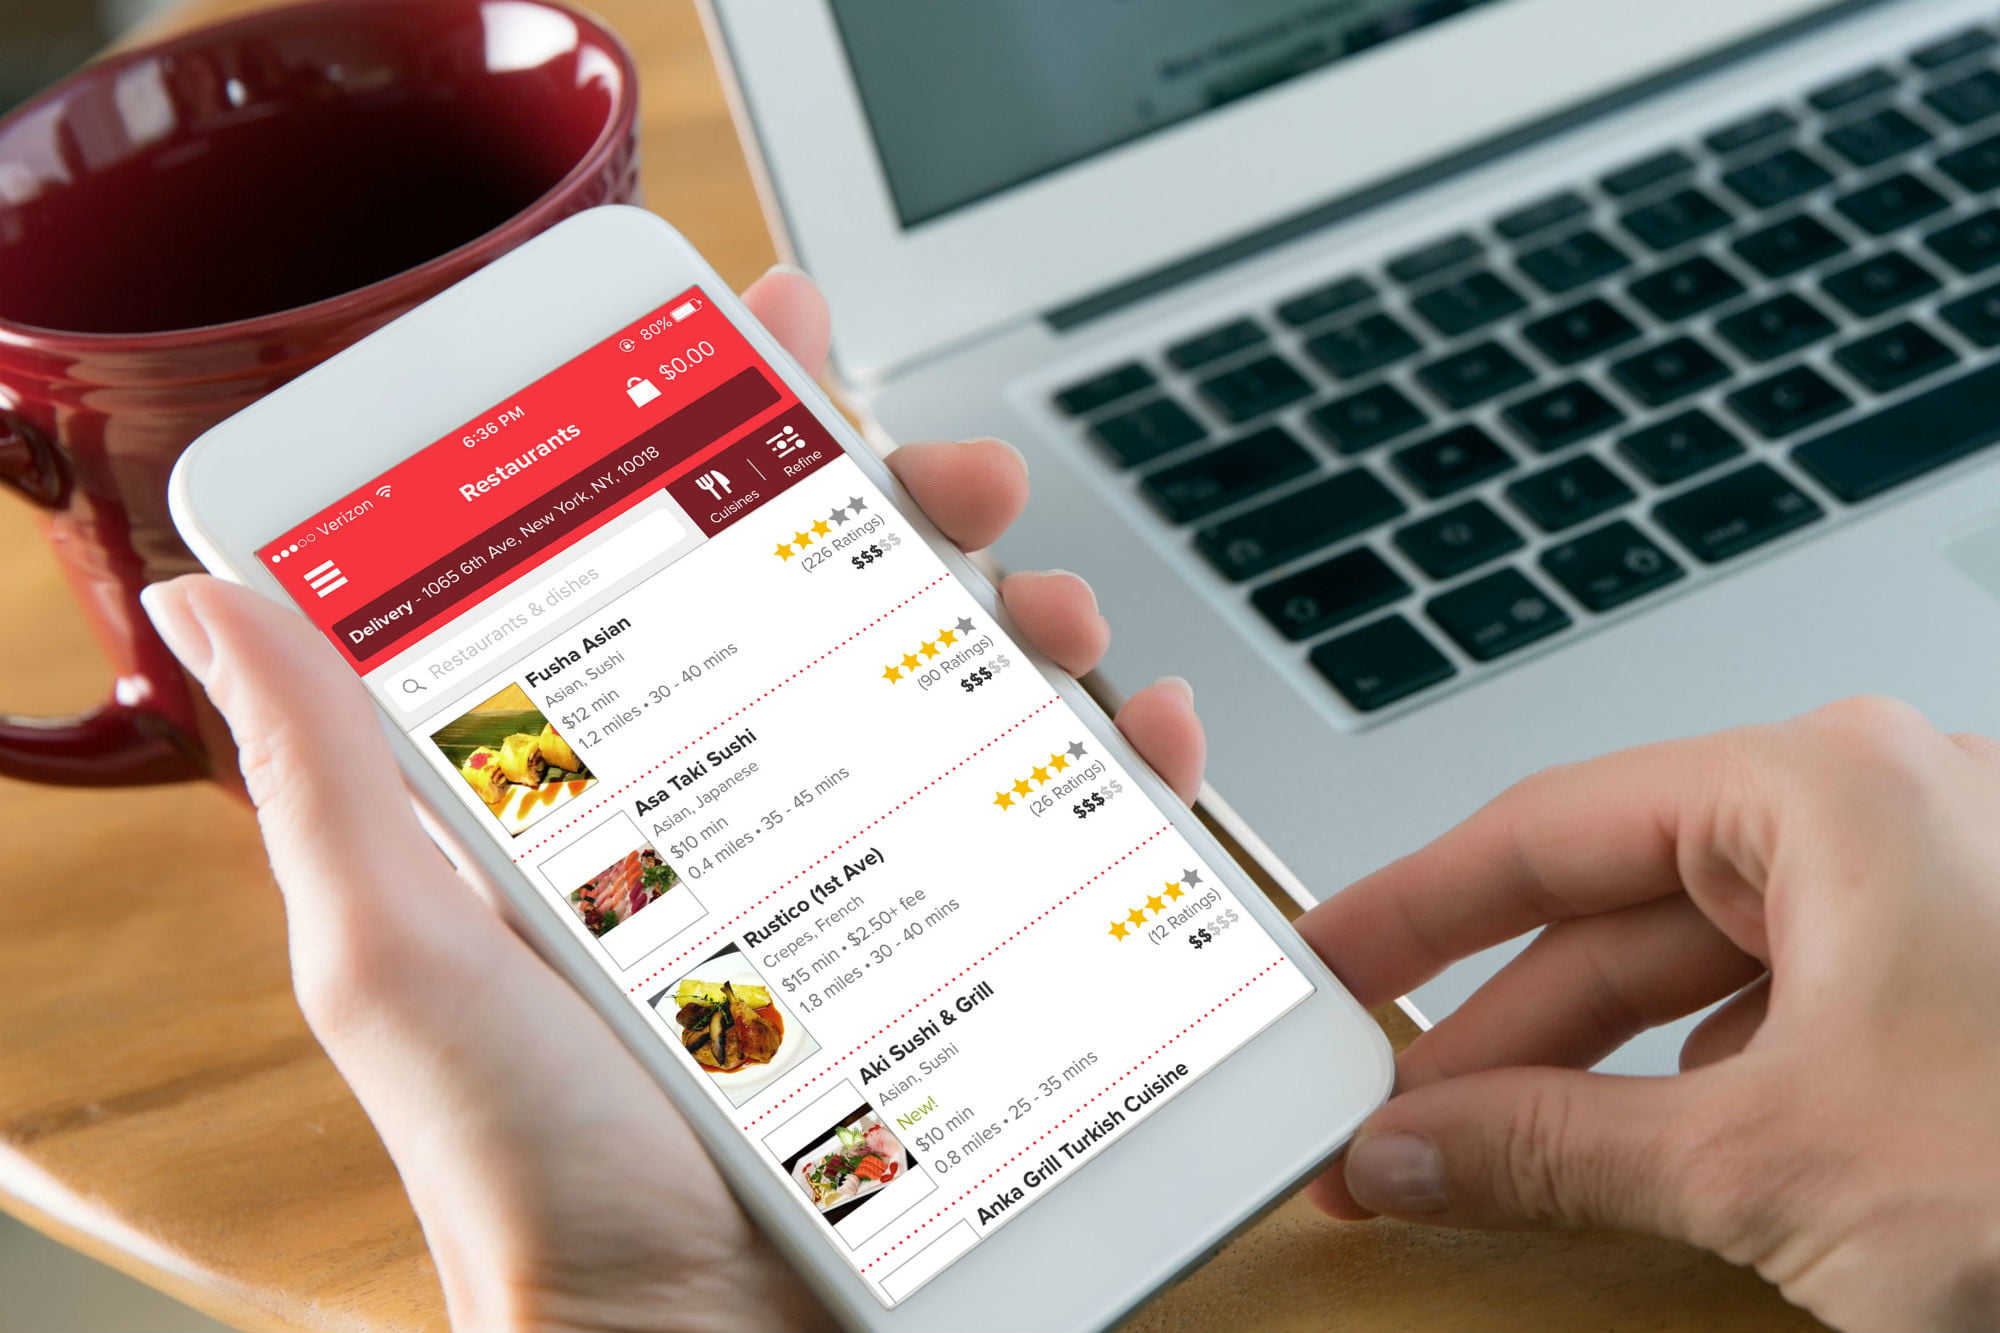 ●●●○○ Verizon 6:36 PM 80%
Restaurants $0.00
Delivery - 1065 6th Ave, New York, NY, 10018
Restaurants & dishes Cuisines Refine
Fusha Asian
Asian, Sushi
$12 min
1.2 miles • 30 - 40 mins
(226 Ratings)
$$$$$
Asa Taki Sushi
Asian, Japanese
$10 min
0.4 miles • 35 - 45 mins
(90 Ratings)
$$$$$
Rustico (1st Ave)
Crepes, French
$15 min • $2.50+ fee
1.8 miles • 30 - 40 mins
(26 Ratings)
$$$$$
Aki Sushi & Grill
Asian, Sushi
New!
$10 min
0.8 miles • 25 - 35 mins
(12 Ratings)
$$$$$
Anka Grill Turkish Cuisine